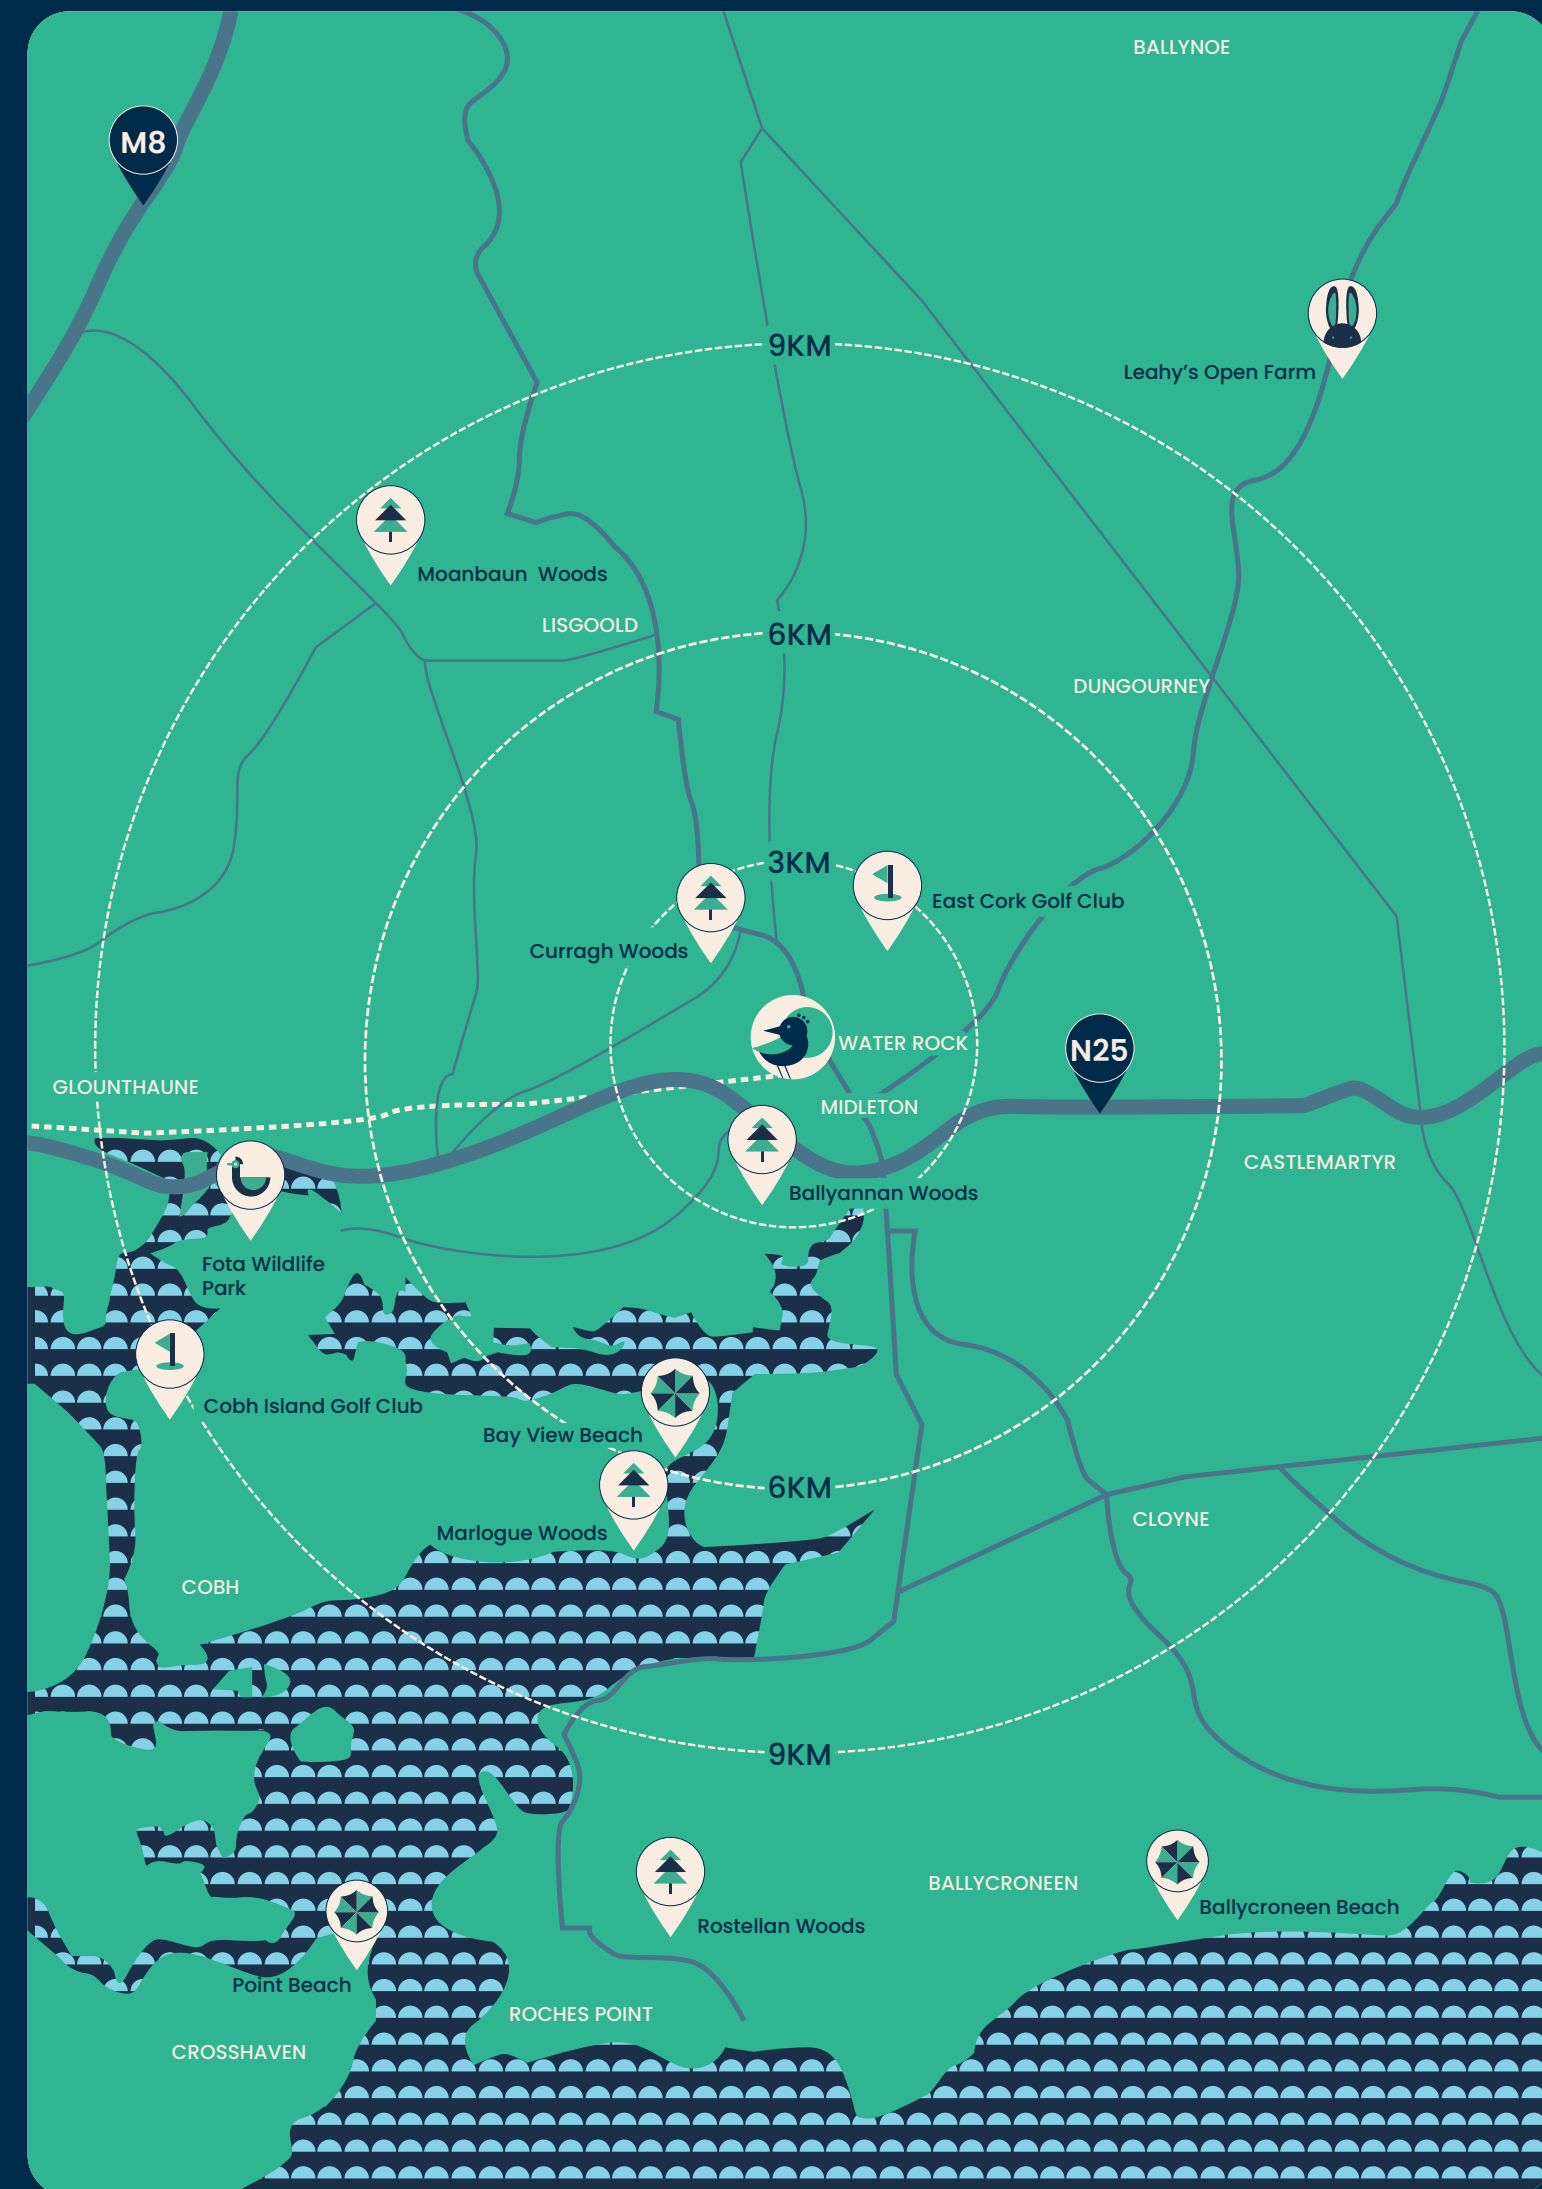 BALLYNOE
M8
9KM
Leahy's Open Farm
Moanbaun Woods
LISGOOLD
6KM
DUNGOURNEY
3KM
East Cork Golf Club
Curragh Woods
WATER ROCK
N25
GLOUNTHAUNE
MIDLETON
CASTLEMARTYR
Ballyannan Woods
Fota Wildlife
Park
Cobh Island Golf Club
Bay View Beach
6KM
Marlogue Woods
CLOYNE
COBH
9KM
BALLYCRONEEN
Ballycroneen Beach
Rostellan Woods
Point Beach
ROCHES POINT
CROSSHAVEN